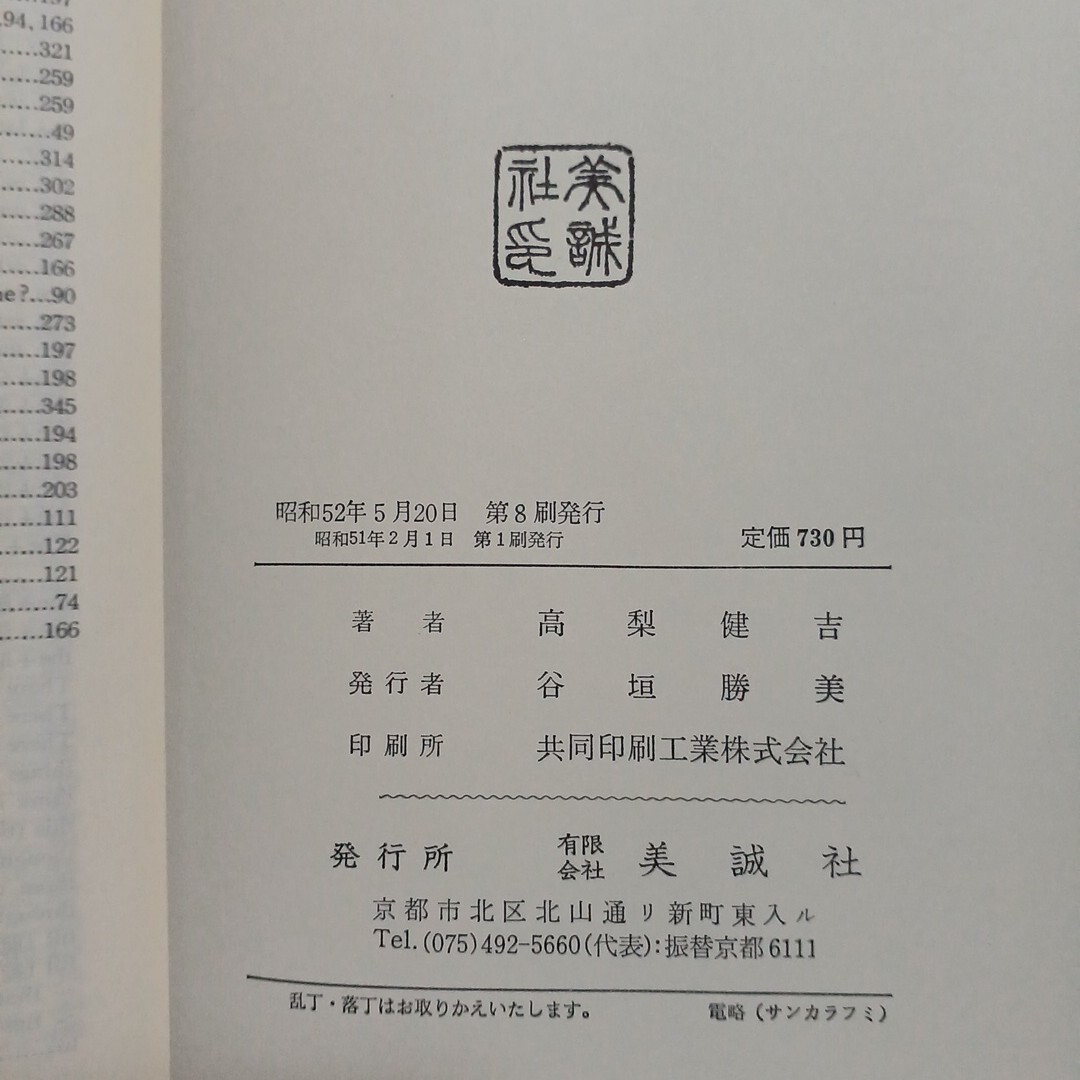 94, 166
321
259
259
49
314
302
288
267
166
ne?...90
273
197
198
345
194
198
203
111
122
121
74
166
美誠
社印
昭和52年5月20日 第8刷発行
昭和51年2月1日 第1刷発行
定価730円
著者 高梨健吉
発行者 谷垣勝美
印刷所 共同印刷工業株式会社
発行所 有限会社 美誠社
京都市北区北山通リ新町東入ル
Tel.(075)492-5660(代表):振替京都6111
乱丁・落丁はお取りかえいたします。
電略(サンカラフミ)